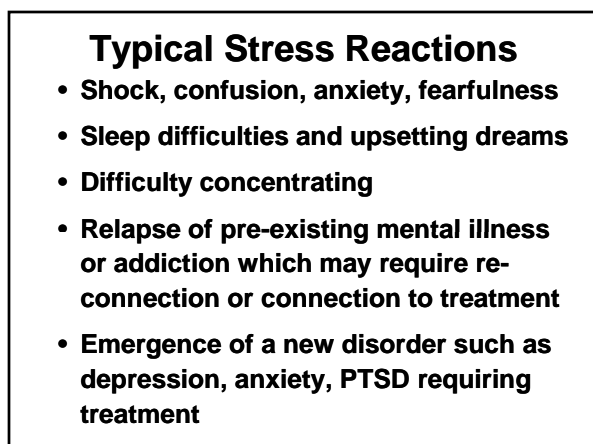 Typical Stress Reactions
• Shock, confusion, anxiety, fearfulness
• Sleep difficulties and upsetting dreams
• Difficulty concentrating
• Relapse of pre-existing mental illness
or addiction which may require re-
connection or connection to treatment
• Emergence of a new disorder such as
depression, anxiety, PTSD requiring
treatment